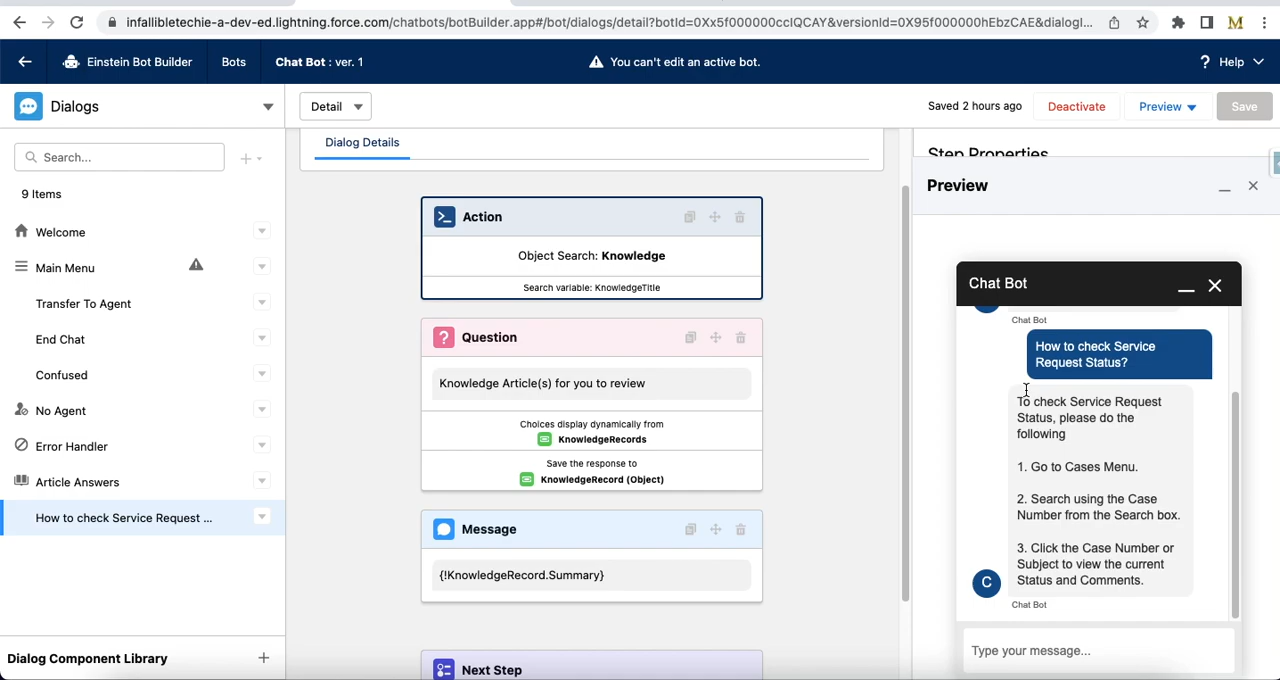 infallibletechie-a-dev-ed.lightning.force.com/chatbots/botBuilder.app#/bot/dialogs/detail?botId=0Xx5f000000cclQCAY&versionId=0X95f000000hEbzCAE&dialogI...
Einstein Bot Builder
Bots
Chat Bot : ver. 1
You can't edit an active bot.
? Help
Dialogs
Detail
Saved 2 hours ago
Deactivate
Preview
Save
Search...
9 Items
Welcome
Main Menu
Transfer To Agent
End Chat
Confused
No Agent
Error Handler
Article Answers
How to check Service Request ...
Dialog Component Library
Dialog Details
Action
Object Search: Knowledge
Search variable: KnowledgeTitle
? Question
Knowledge Article(s) for you to review
Choices display dynamically from
KnowledgeRecords
Save the response to
KnowledgeRecord (Object)
Message
{!KnowledgeRecord.Summary}
Next Step
Step Properties
Preview
Chat Bot
Chat Bot
How to check Service
Request Status?
To check Service Request
Status, please do the
following
1. Go to Cases Menu.
2. Search using the Case
Number from the Search box.
3. Click the Case Number or
Subject to view the current
Status and Comments.
C
Chat Bot
Type your message...